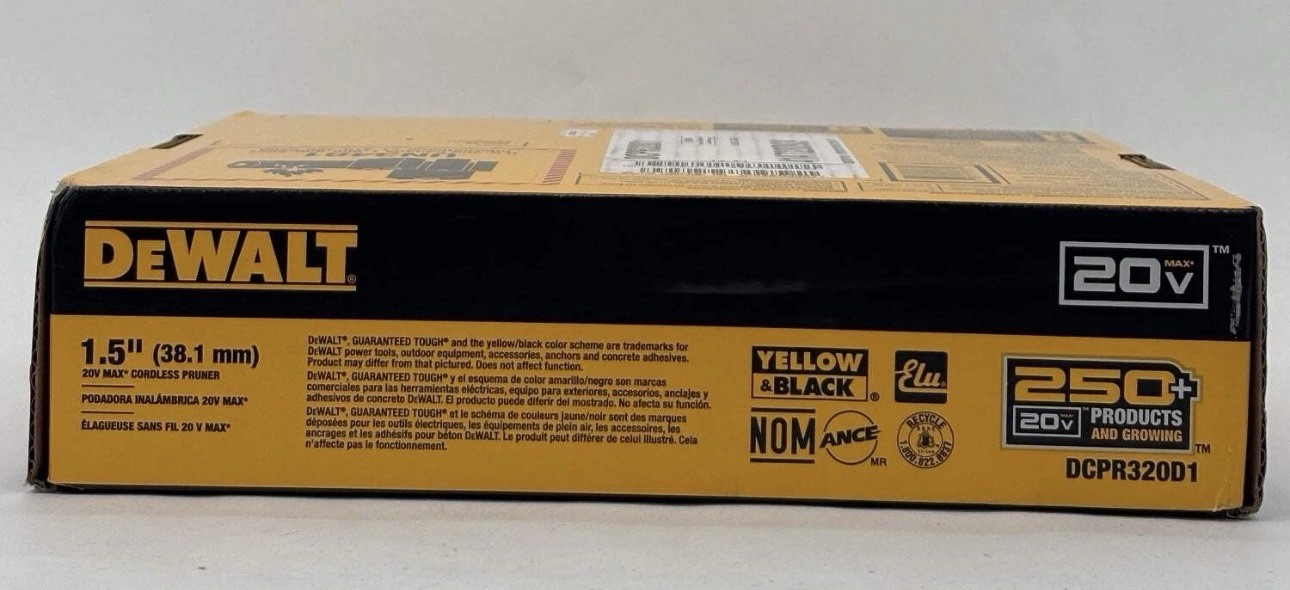 UN3481
DEWALT®
20V MAX* ™
1.5" (38.1 mm)
20V MAX* CORDLESS PRUNER
PODADORA INALÁMBRICA 20V MAX*
ÉLAGUEUSE SANS FIL 20 V MAX*
DEWALT®, GUARANTEED TOUGH® and the yellow/black color scheme are trademarks for
DEWALT power tools, outdoor equipment, accessories, anchors and concrete adhesives.
Product may differ from that pictured. Does not affect function.
DEWALT®, GUARANTEED TOUGH® y el esquema de color amarillo/negro son marcas
comerciales para las herramientas eléctricas, equipo para exteriores, accesorios, anclajes y
adhesivos de concreto DEWALT. El producto puede diferir del mostrado. No afecta su función.
DEWALT®, GUARANTEED TOUGH® et le schéma de couleurs jaune/noir sont des marques
déposées pour les outils électriques, les équipements de plein air, les accessoires, les
ancrages et les adhésifs pour béton DEWALT. Le produit peut différer de celui illustré. Cela
n'affecte pas le fonctionnement.
YELLOW
& BLACK ®
Elu
NOM ANCE MR
RECYCLE
1.800.822.8837
250+
20V MAX* PRODUCTS
AND GROWING ™
DCPR320D1